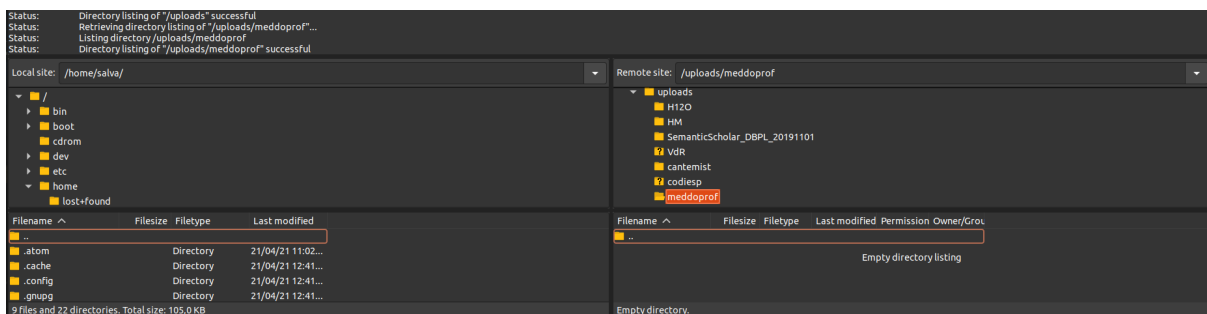 Status: Directory listing of "/uploads" successful
Status: Retrieving directory listing of "/uploads/meddoprof"...
Status: Listing directory /uploads/meddoprof
Status: Directory listing of "/uploads/meddoprof" successful
Local site: /home/salva/
/
bin
boot
cdrom
dev
etc
home
lost+found
Filename Filesize Filetype Last modified
..
.atom Directory 21/04/21 11:02...
.cache Directory 21/04/21 12:41...
.config Directory 21/04/21 12:41...
.gnupg Directory 21/04/21 12:41...
9 files and 22 directories. Total size: 105,0 KB
Remote site: /uploads/meddoprof
uploads
H12O
HM
SemanticScholar_DBPL_20191101
VdR
cantemist
codiesp
meddoprof
Filename Filesize Filetype Last modified Permission Owner/Grou
..
Empty directory listing
Empty directory.